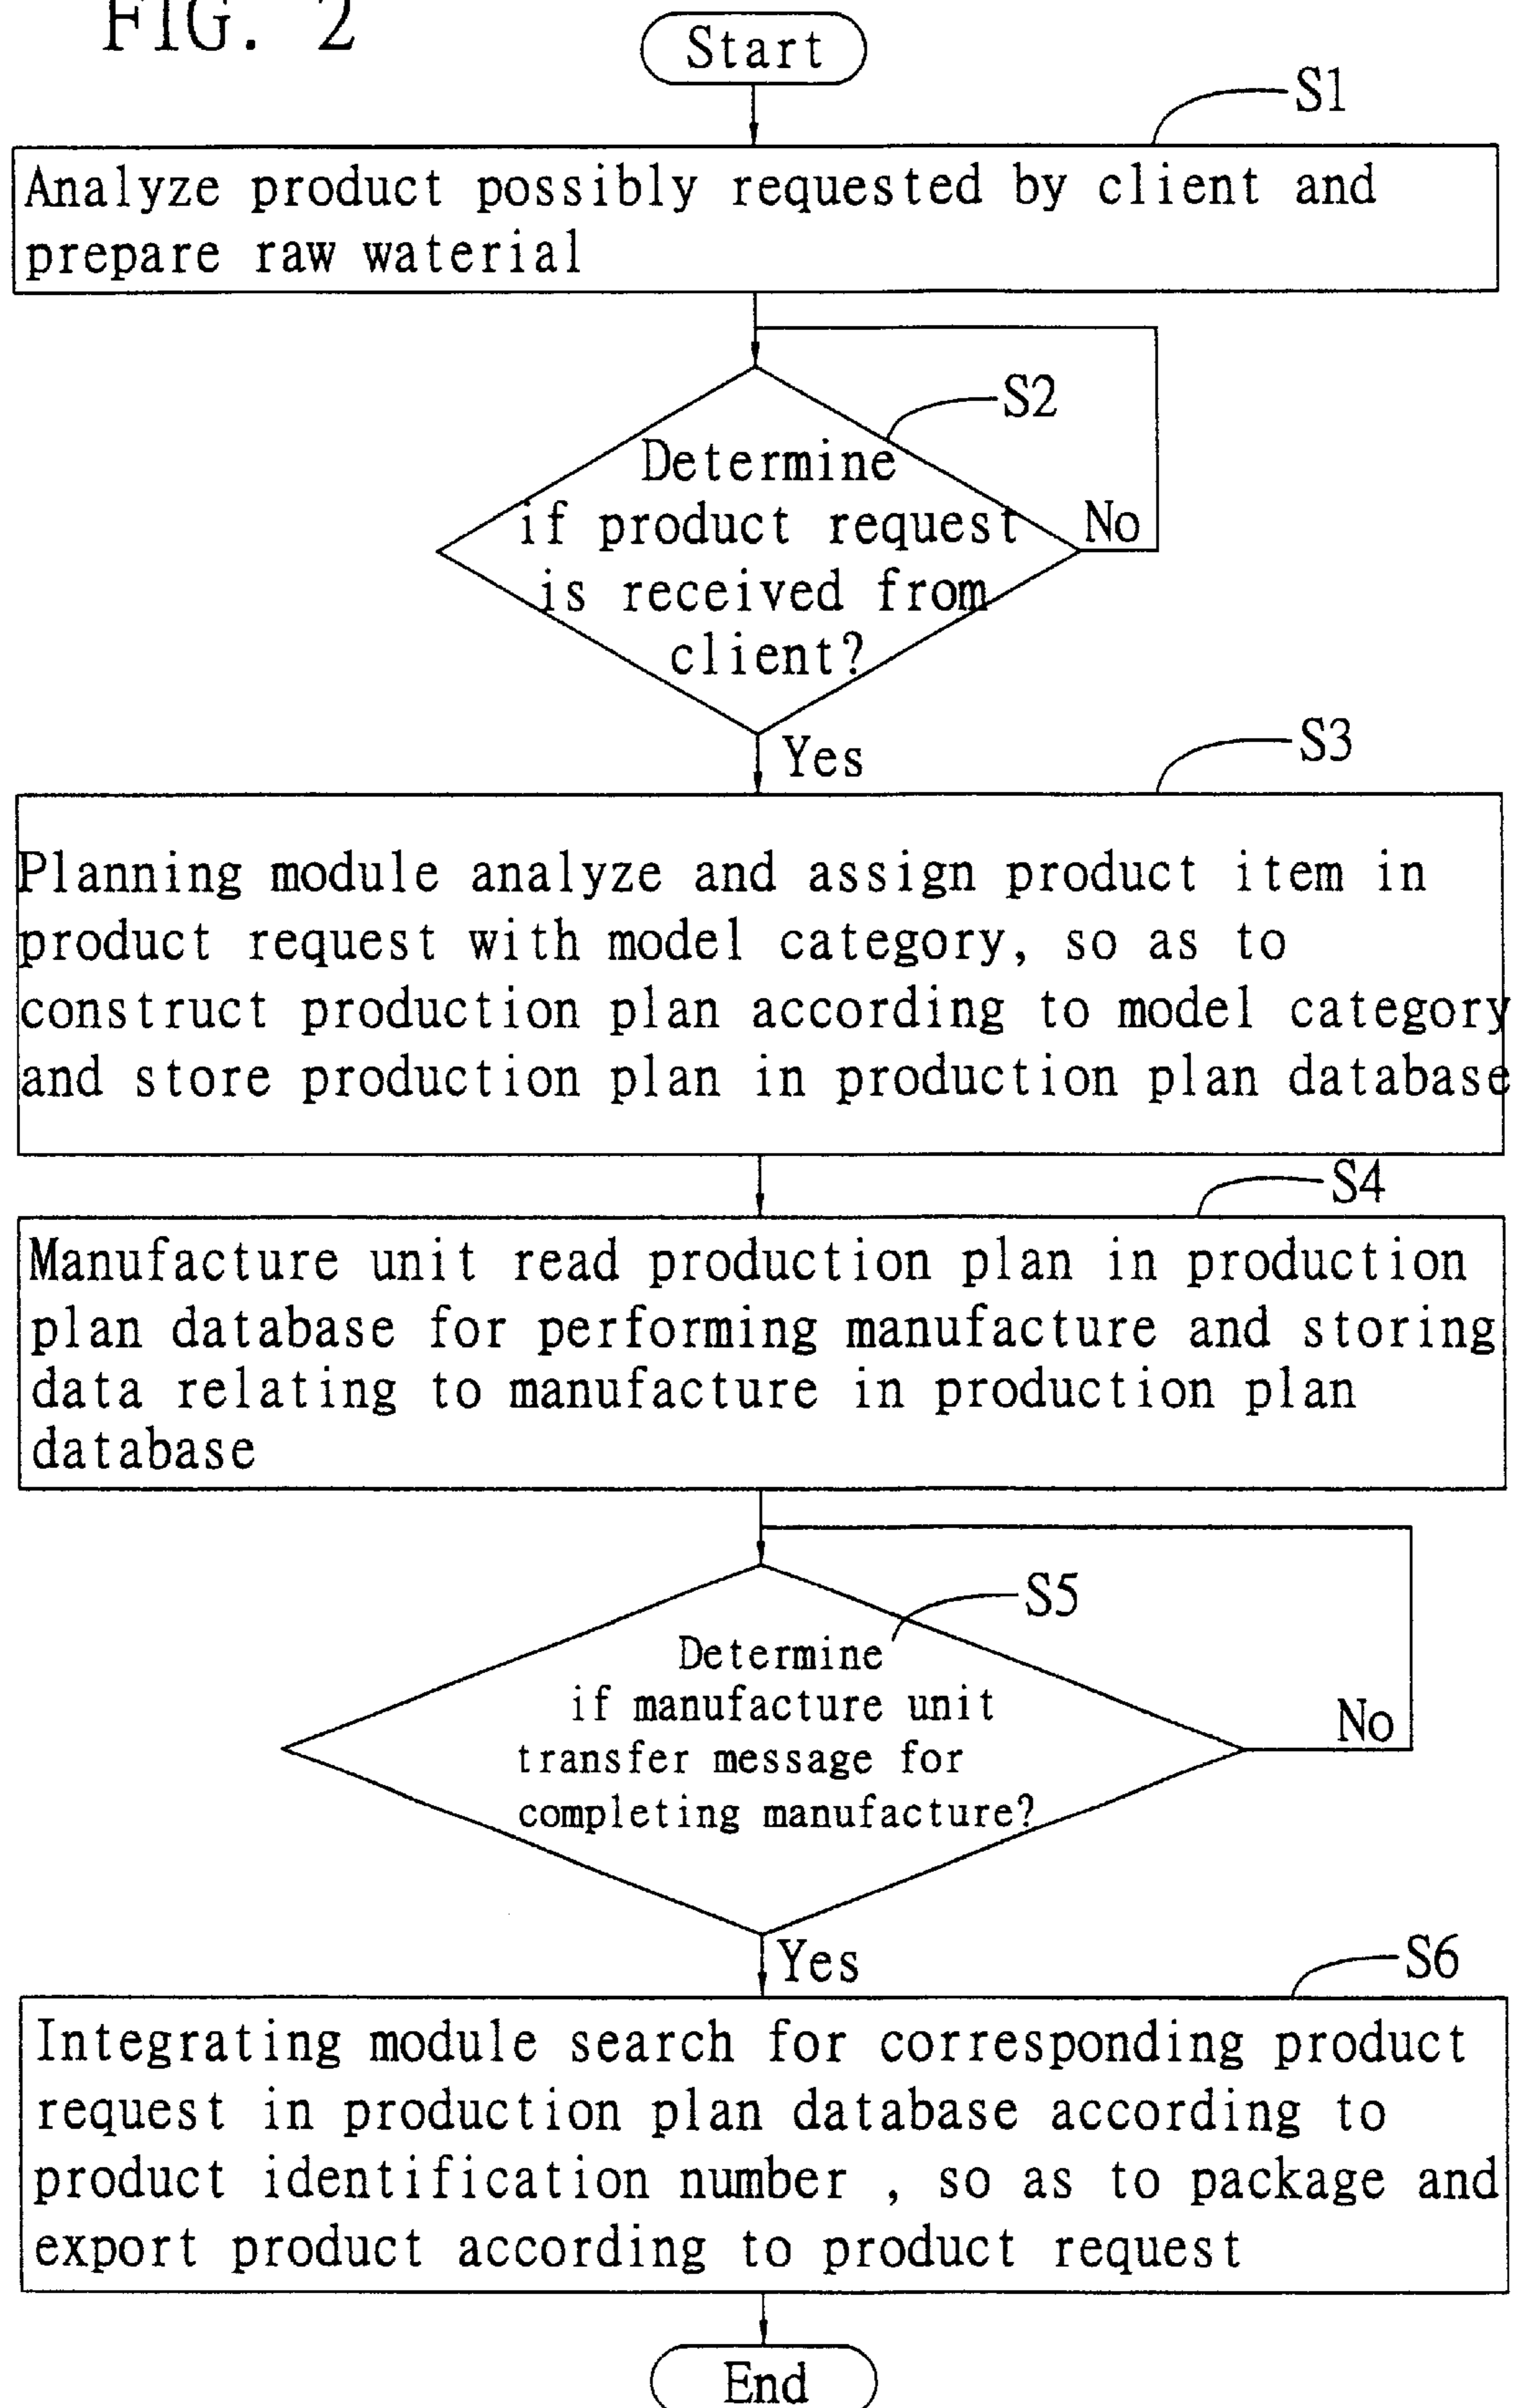 FIG. 2
Start
S1
Analyze product possibly requested by client and
prepare raw waterial
S2
Determine
if product request
is received from
client?
No
Yes
S3
Planning module analyze and assign product item in
product request with model category, so as to
construct production plan according to model category
and store production plan in production plan database
S4
Manufacture unit read production plan in production
plan database for performing manufacture and storing
data relating to manufacture in production plan
database
S5
Determine
if manufacture unit
transfer message for
completing manufacture?
No
Yes
S6
Integrating module search for corresponding product
request in production plan database according to
product identification number , so as to package and
export product according to product request
End